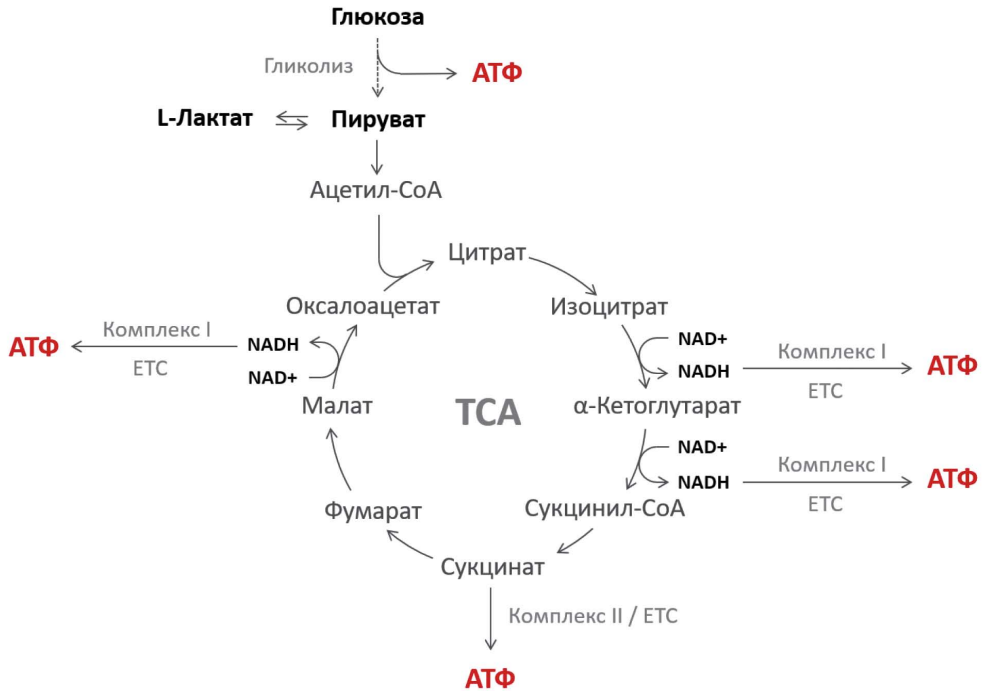 Глюкоза
Гликолиз
АТФ
L-Лактат
Пируват
Ацетил-CoA
Цитрат
Оксалоацетат
Изоцитрат
АТФ
Комплекс I
ETC
NADH
NAD+
NAD+
NADH
Комплекс I
ETC
АТФ
Малат
TCA
α-Кетоглутарат
NAD+
NADH
Комплекс I
ETC
АТФ
Фумарат
Сукцинил-CoA
Сукцинат
Комплекс II / ETC
АТФ